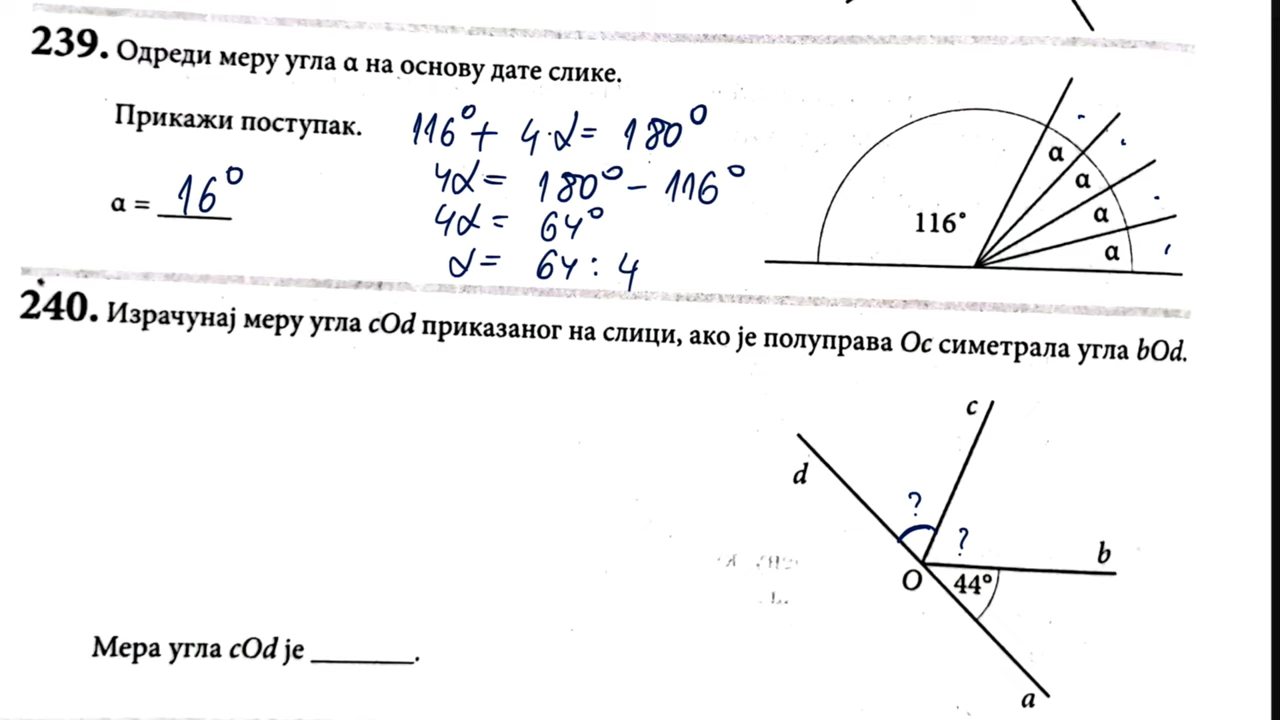 239. Одреди меру угла α на основу дате слике.
Прикажи поступак.
116° + 4·α = 180°
4α = 180° - 116°
α = 16°
4α = 64°
α = 64 : 4
α
α
α
α
116°
240. Израчунај меру угла cOd приказаног на слици, ако је полуправа Oc симетрала угла bOd.
c
d
?
?
b
O
44°
Мера угла cOd је ________.
a